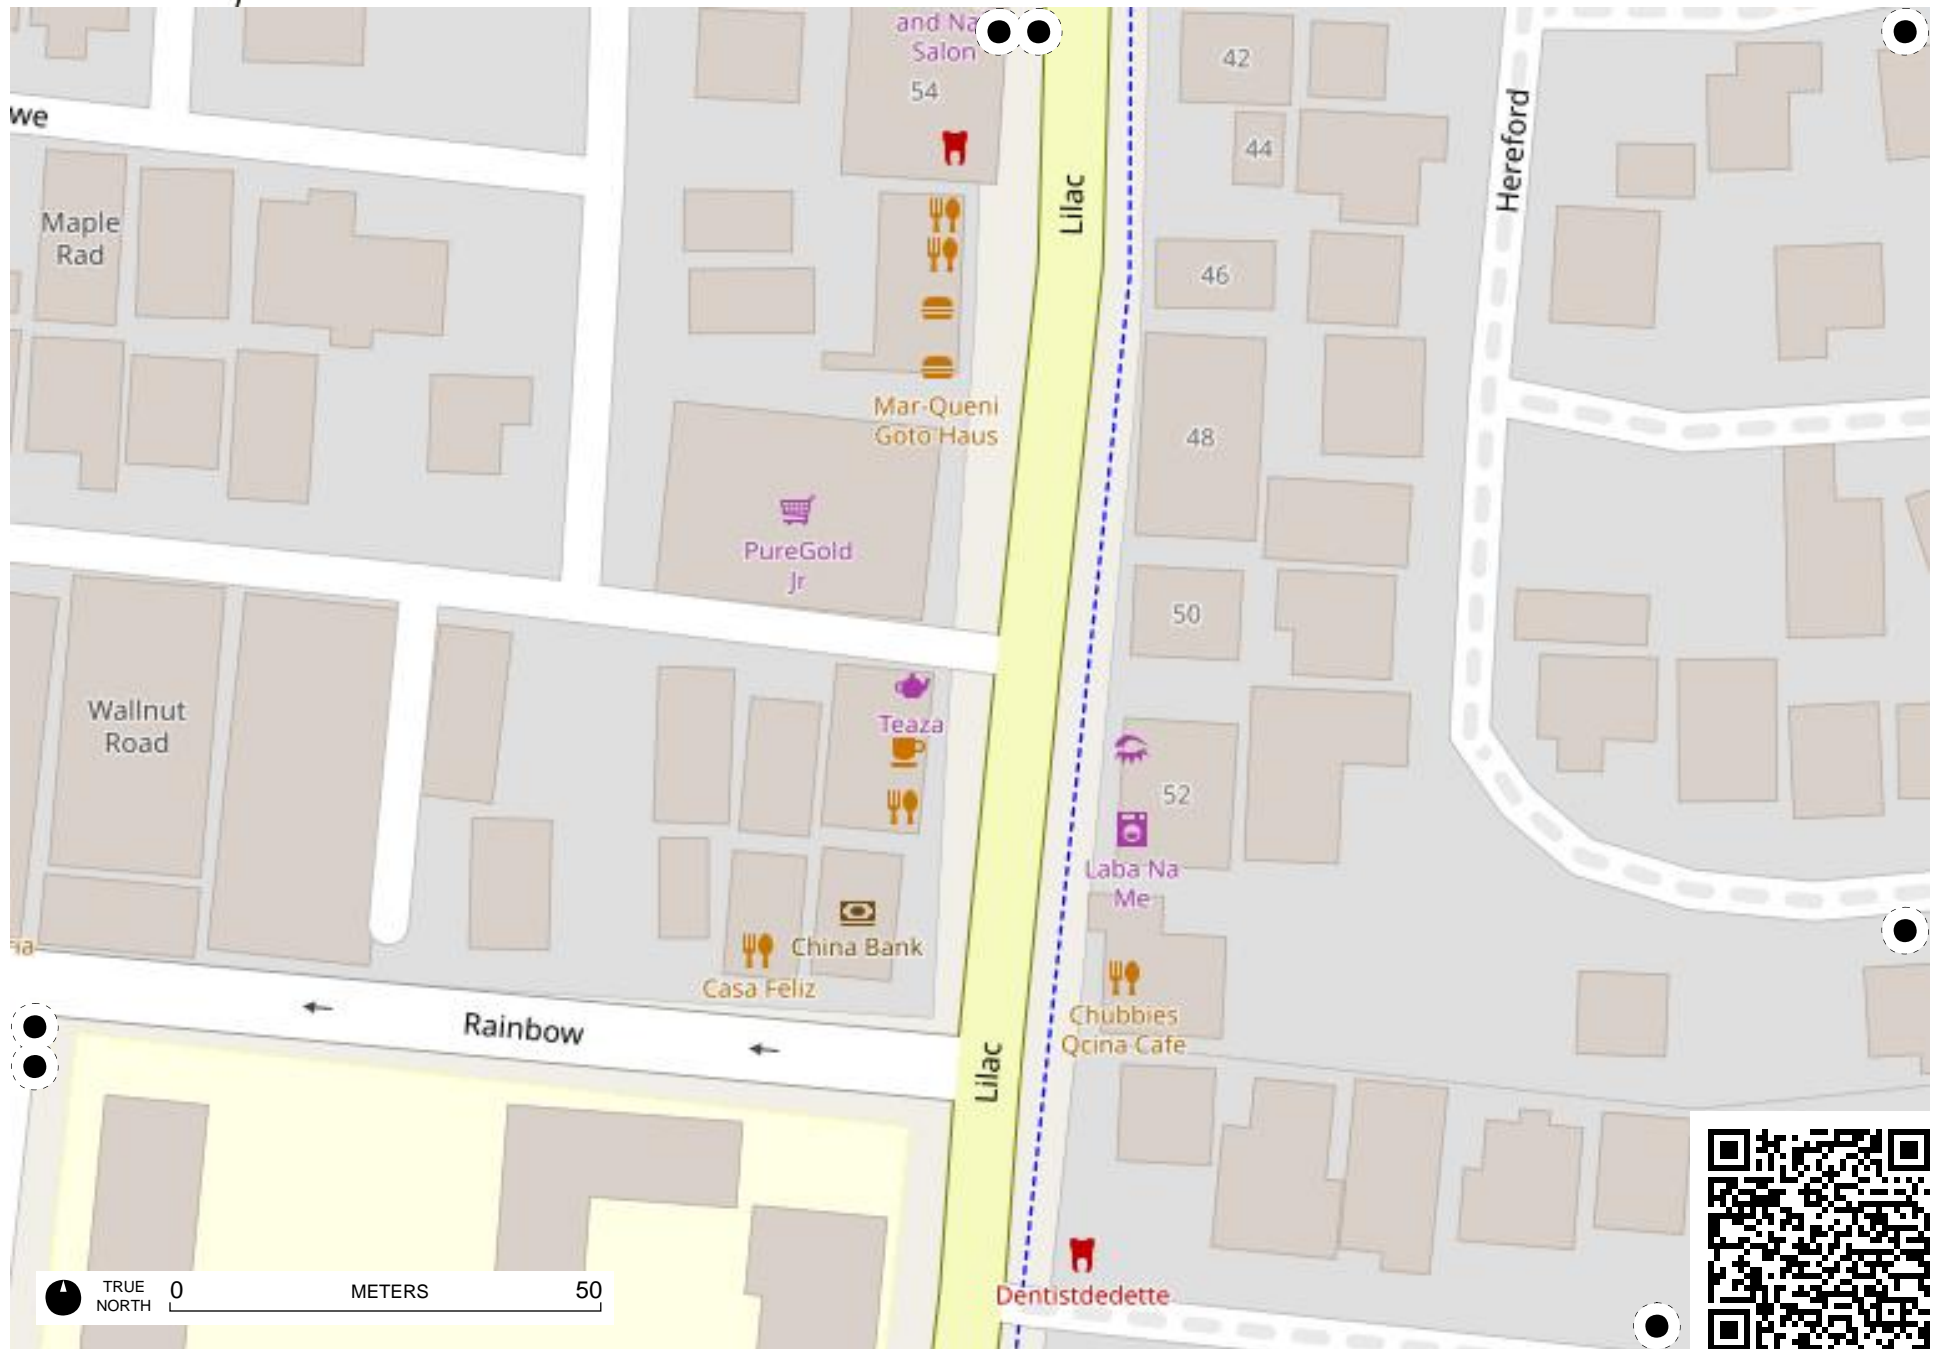 and Na
Salon
54
42
44
we
Hereford
Lilac
Maple
Rad
46
Mar-Queni
Goto Haus
48
PureGold
Jr
50
Wallnut
Road
Teaza
52
Laba Na
Me
China Bank
Casa Feliz
Chubbies
Qcina Cafe
Rainbow
Lilac
Dentistdedette
TRUE
NORTH
0 METERS 50